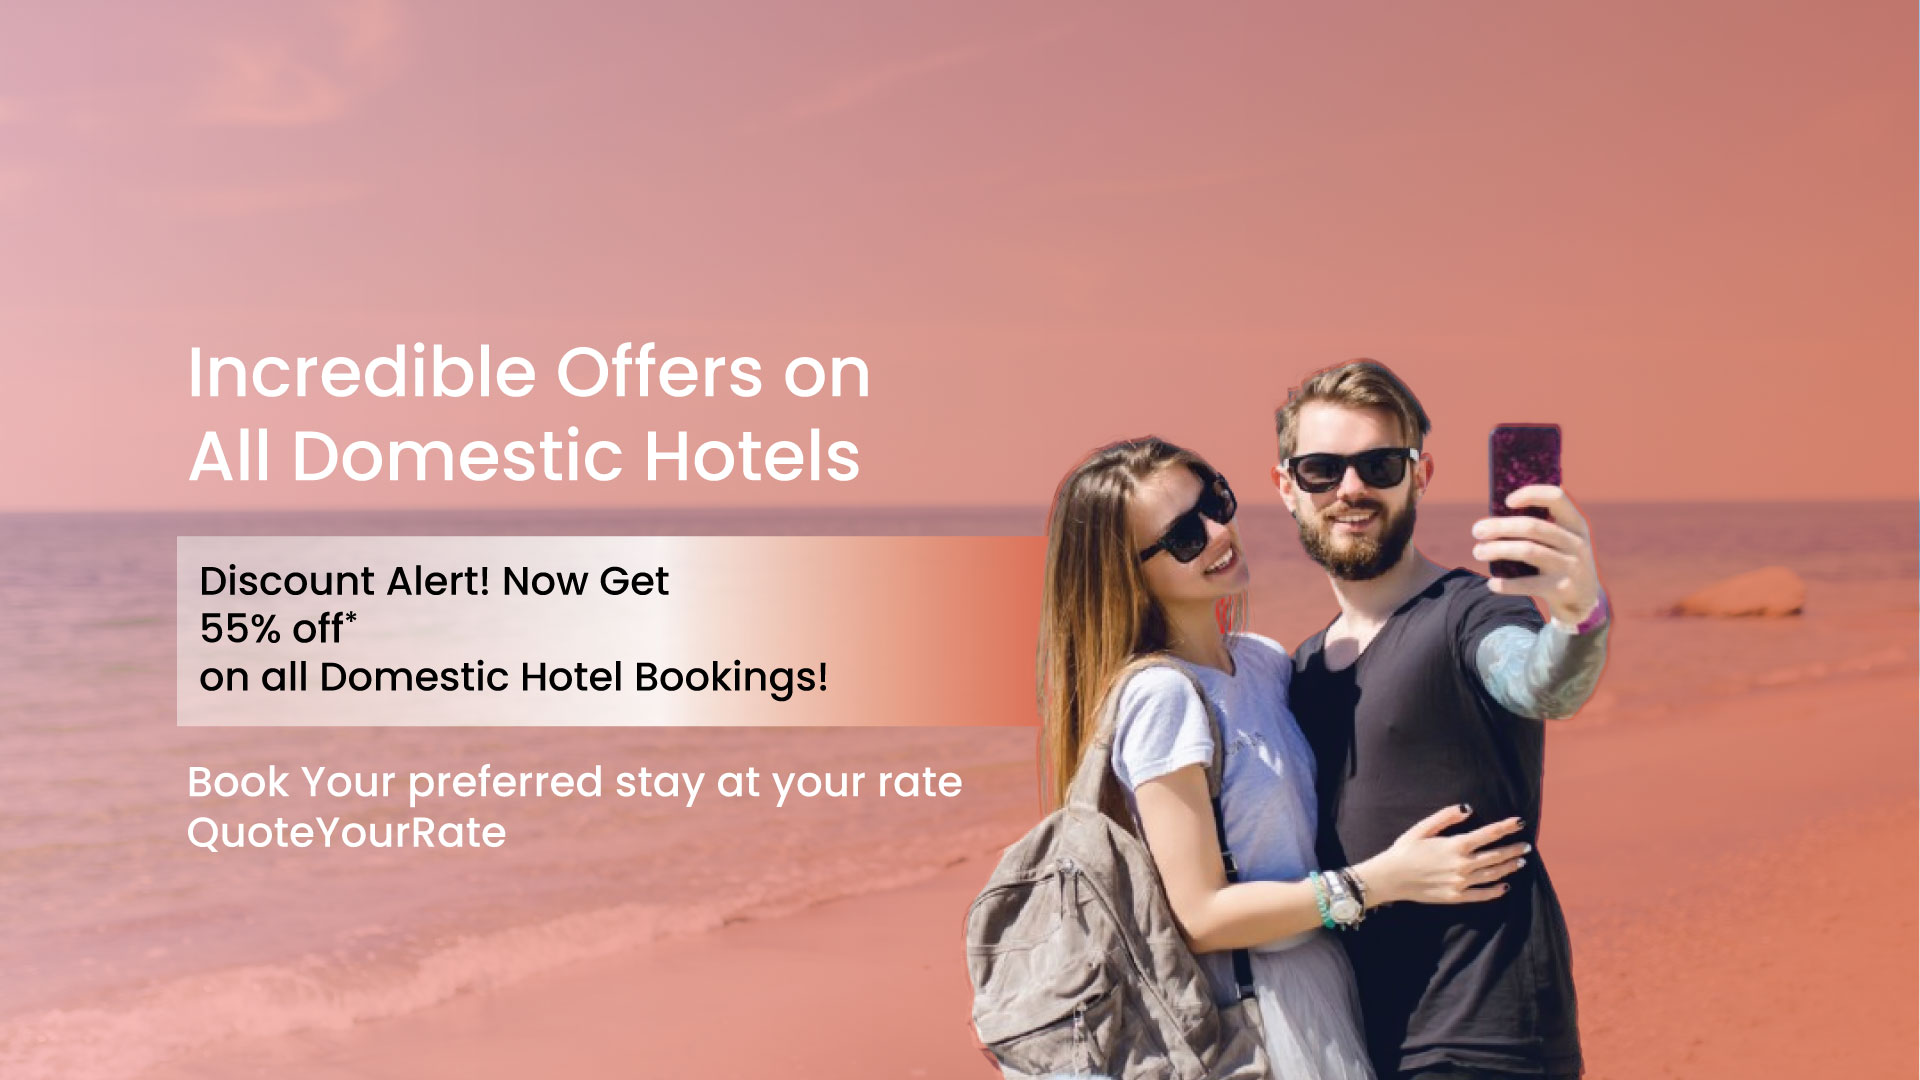 Incredible Offers on
All Domestic Hotels
Discount Alert! Now Get
55% off*
on all Domestic Hotel Bookings!
Book Your preferred stay at your rate
QuoteYourRate